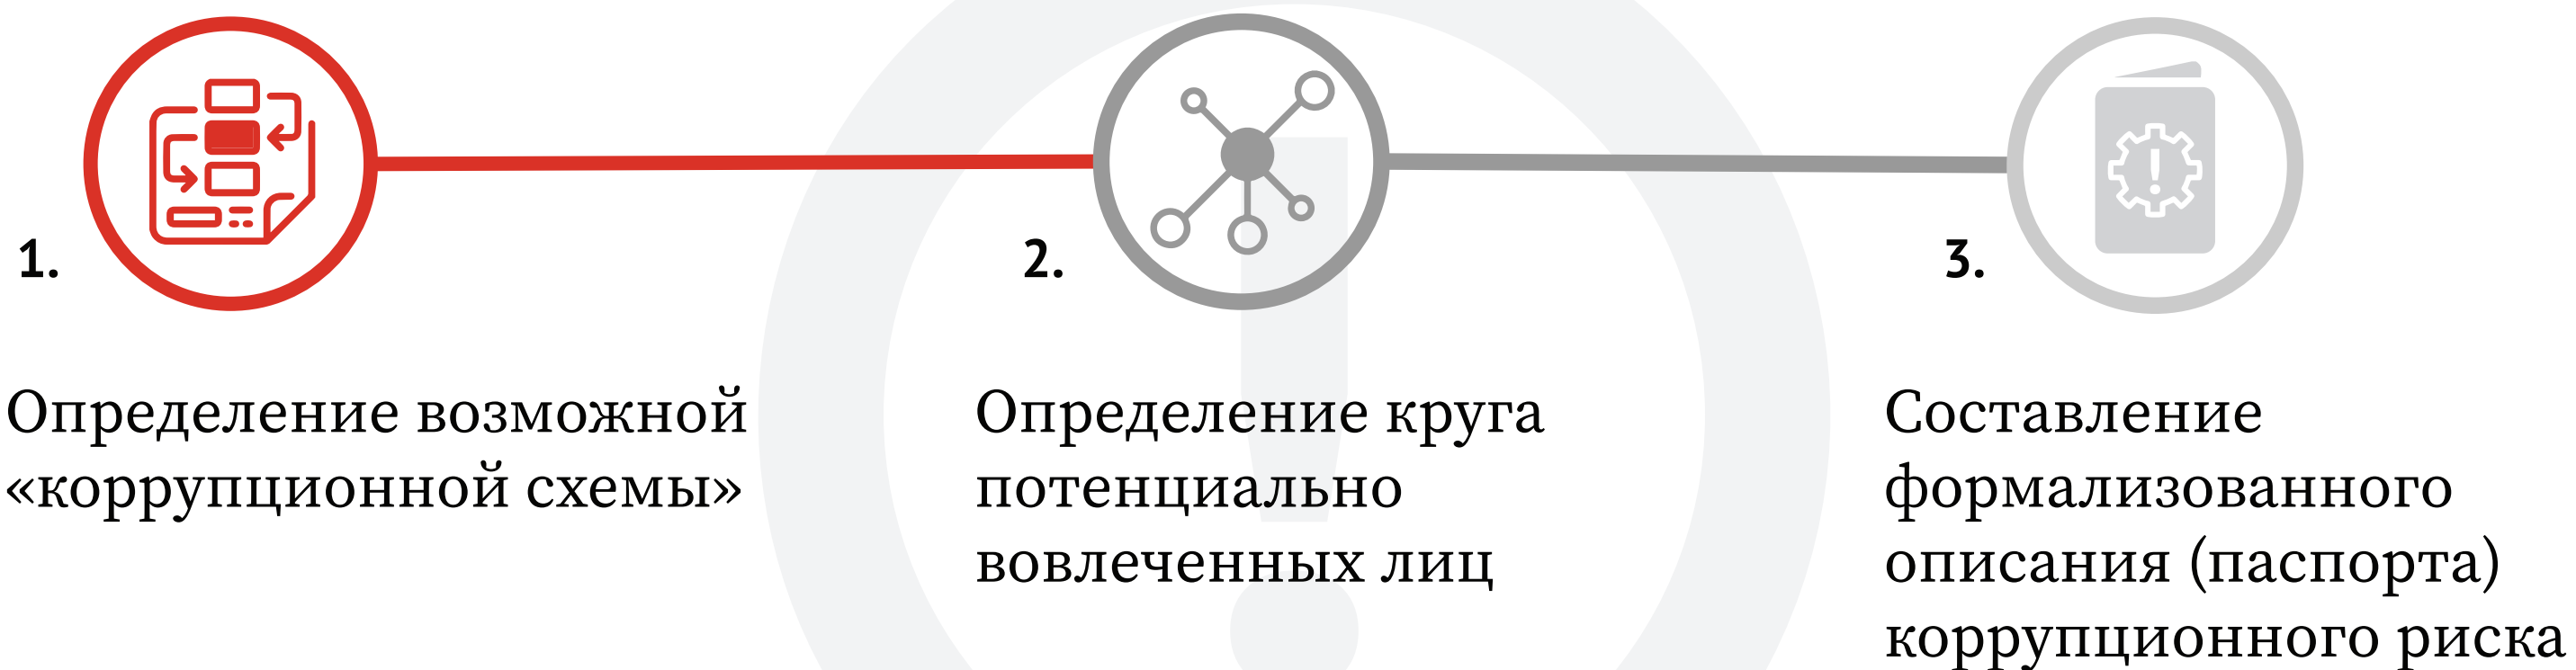 1.
Определение возможной
«коррупционной схемы»
2.
Определение круга
потенциально
вовлеченных лиц
3.
Составление
формализованного
описания (паспорта)
коррупционного риска